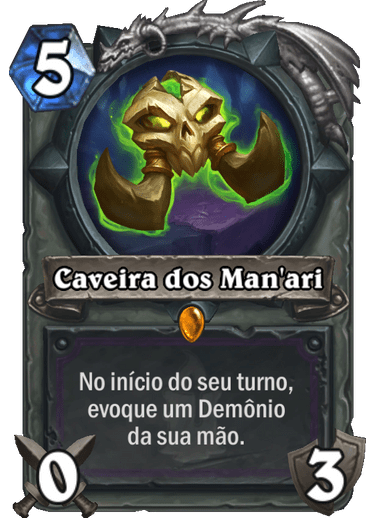 5
Caveira dos Man'ari
No início do seu turno,
evoque um Demônio
da sua mão.
0
3